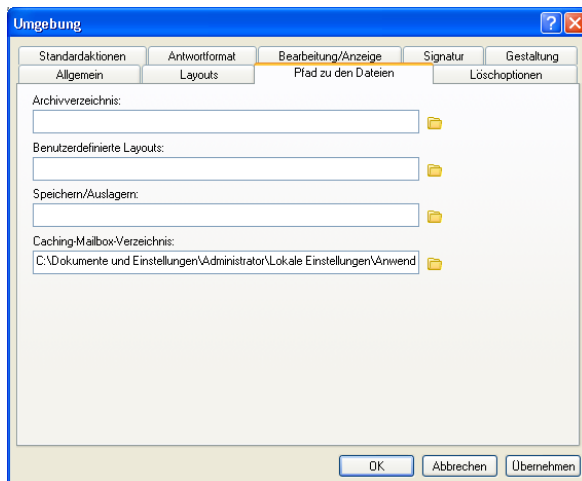 Umgebung
Standardaktionen Antwortformat Bearbeitung/Anzeige Signatur Gestaltung
Allgemein Layouts Pfad zu den Dateien Löschoptionen
Archivverzeichnis:
Benutzerdefinierte Layouts:
Speichern/Auslagern:
Caching-Mailbox-Verzeichnis:
C:\Dokumente und Einstellungen\Administrator\Lokale Einstellungen\Anwend
OK Abbrechen Übernehmen